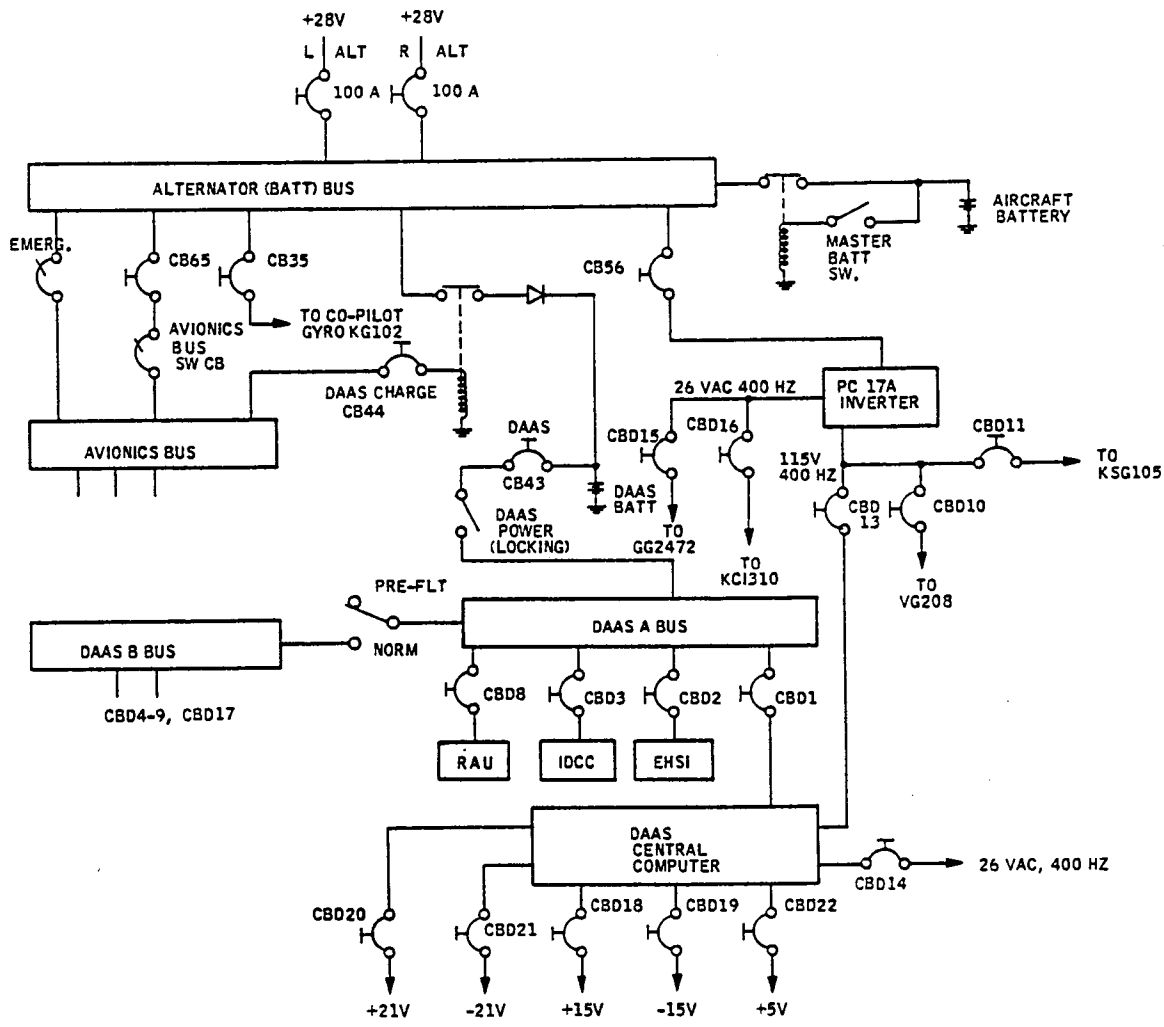 +28V
+28V
L ALT
R ALT
100 A
100 A
ALTERNATOR (BATT) BUS
AIRCRAFT
BATTERY
MASTER
BATT
SW.
EMERG.
CB65
CB35
CB56
TO CO-PILOT
GYRO KG102
AVIONICS
BUS
SW CB
DAAS CHARGE
CB44
26 VAC 400 HZ
PC 17A
INVERTER
AVIONICS BUS
DAAS
CB43
DAAS
BATT
CBD15
CBD16
CBD11
TO
KSG105
115V
400 HZ
CBD
13
CBD10
DAAS
POWER
(LOCKING)
TO
GG2472
TO
KCI310
TO
VG208
PRE-FLT
NORM
DAAS A BUS
DAAS B BUS
CBD4-9, CBD17
CBD8
CBD3
CBD2
CBD1
RAU
IDCC
EHSI
DAAS
CENTRAL
COMPUTER
CBD14
26 VAC, 400 HZ
CBD20
CBD21
CBD18
CBD19
CBD22
+21V
-21V
+15V
-15V
+5V